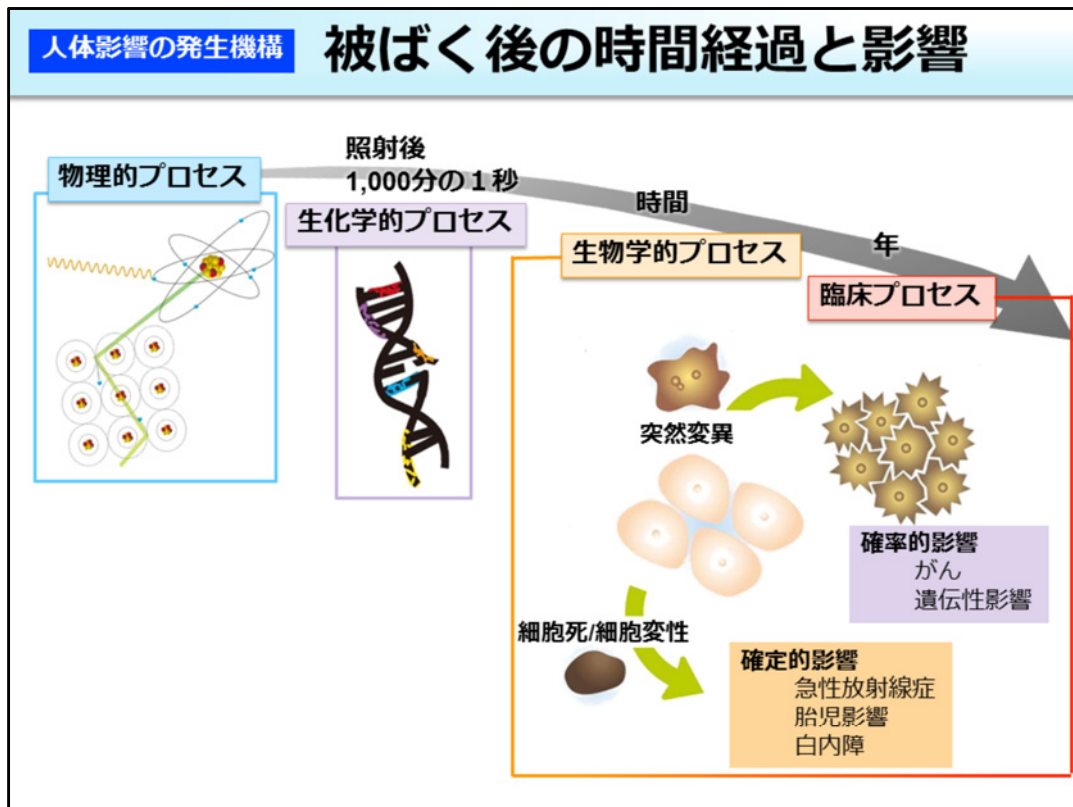 人体影響の発生機構
被ばく後の時間経過と影響
物理的プロセス
照射後
1,000分の１秒
生化学的プロセス
時間
生物学的プロセス
年
臨床プロセス
突然変異
確率的影響
がん
遺伝性影響
細胞死/細胞変性
確定的影響
急性放射線症
胎児影響
白内障